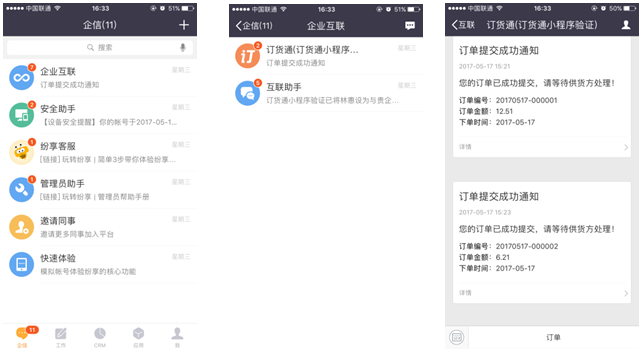 中国联通
16:33
51%
企信(11)
搜索
7
企业互联
星期三
订单提交成功通知
2
安全助手
星期三
【设备安全提醒】你的帐号于2017-05-1...
1
纷享客服
星期三
[链接] 玩转纷享 | 简单3步带你体验纷享...
1
管理员助手
星期三
[链接] 玩转纷享 | 管理员帮助手册
邀请同事
星期三
邀请更多同事加入平台
快速体验
星期三
模拟帐号体验纷享的核心功能
11
企信
工作
CRM
应用
我
中国联通
16:33
51%
企信(11)
企业互联
订
2
订货通(订货通小程序...
星期三
订单提交成功通知
6
互联助手
星期三
订货通小程序验证已将林惠设为与贵企...
中国联通
16:33
50%
互联
订货通(订货通小程序验证)
订单提交成功通知
2017-05-17 15:21
您的订单已成功提交，请等待供货方处理！
订单编号：20170517-000001
订单金额：12.51
下单时间：2017-05-17
详情
订单提交成功通知
2017-05-17 15:23
您的订单已成功提交，请等待供货方处理！
订单编号：20170517-000002
订单金额：6.21
下单时间：2017-05-17
详情
订单